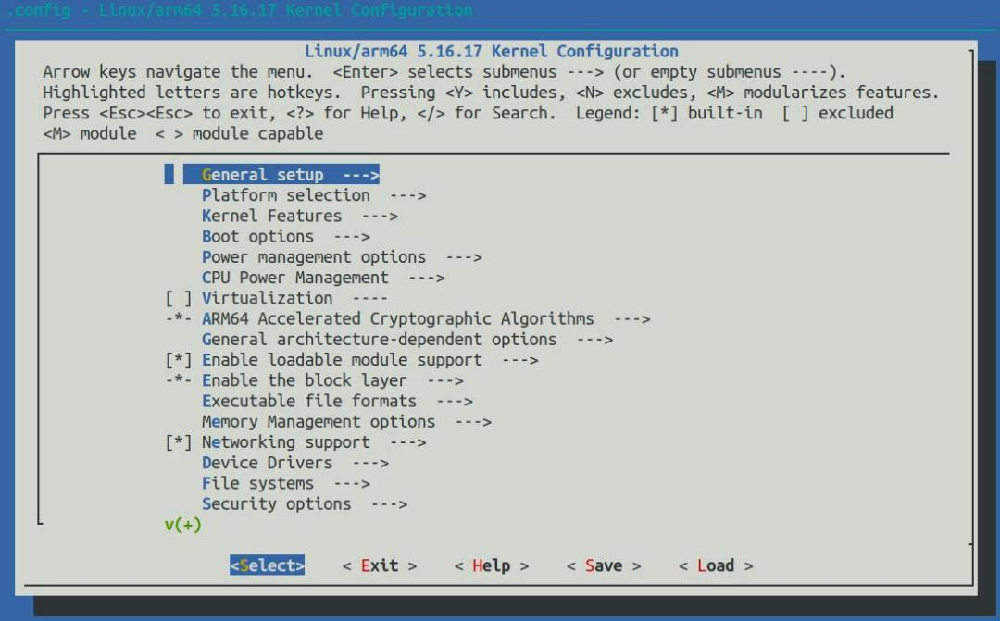 .config - Linux/arm64 5.16.17 Kernel Configuration
Linux/arm64 5.16.17 Kernel Configuration
Arrow keys navigate the menu.  <Enter> selects submenus ---> (or empty submenus ----).
Highlighted letters are hotkeys.  Pressing <Y> includes, <N> excludes, <M> modularizes features.
Press <Esc><Esc> to exit, <?> for Help, </> for Search.  Legend: [*] built-in  [ ] excluded
<M> module  < > module capable
General setup  --->
Platform selection  --->
Kernel Features  --->
Boot options  --->
Power management options  --->
CPU Power Management  --->
[ ] Virtualization  ----
-*- ARM64 Accelerated Cryptographic Algorithms  --->
General architecture-dependent options  --->
[*] Enable loadable module support  --->
-*- Enable the block layer  --->
Executable file formats  --->
Memory Management options  --->
[*] Networking support  --->
Device Drivers  --->
File systems  --->
Security options  --->
v(+)
<Select>    < Exit >    < Help >    < Save >    < Load >